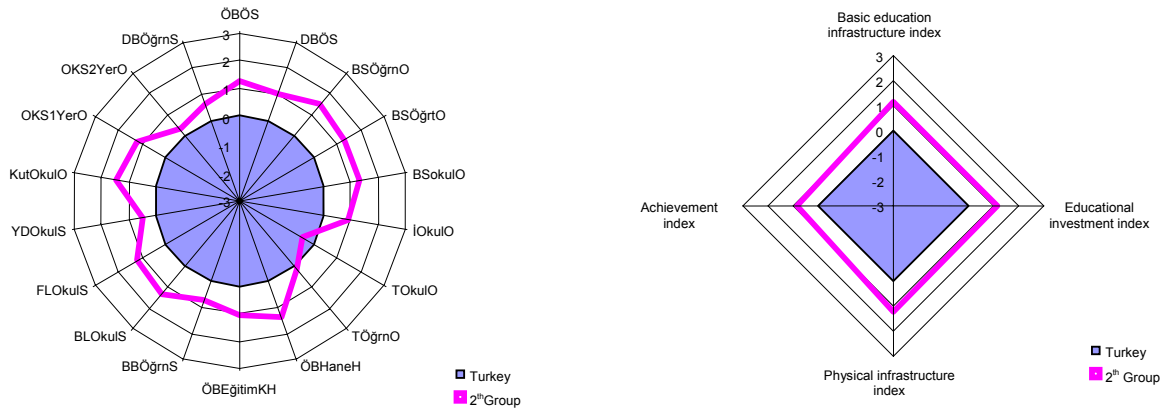 ÖBÖS
DBÖS
BSÖğrnO
BSÖğrtO
BSokulO
İOkulO
TOkulO
TÖğrnO
ÖBHaneH
ÖBEğitimKH
BBÖğrnS
BLOkulS
FLOkulS
YDOkulS
KutOkulO
OKS1YerO
OKS2YerO
DBÖğrnS
3
2
1
0
-1
-2
-3
Turkey
2thGroup
Basic education
infrastructure index
3
2
1
0
-1
-2
-3
Educational
investment index
Physical infrastructure
index
Achievement
index
Turkey
2th Group